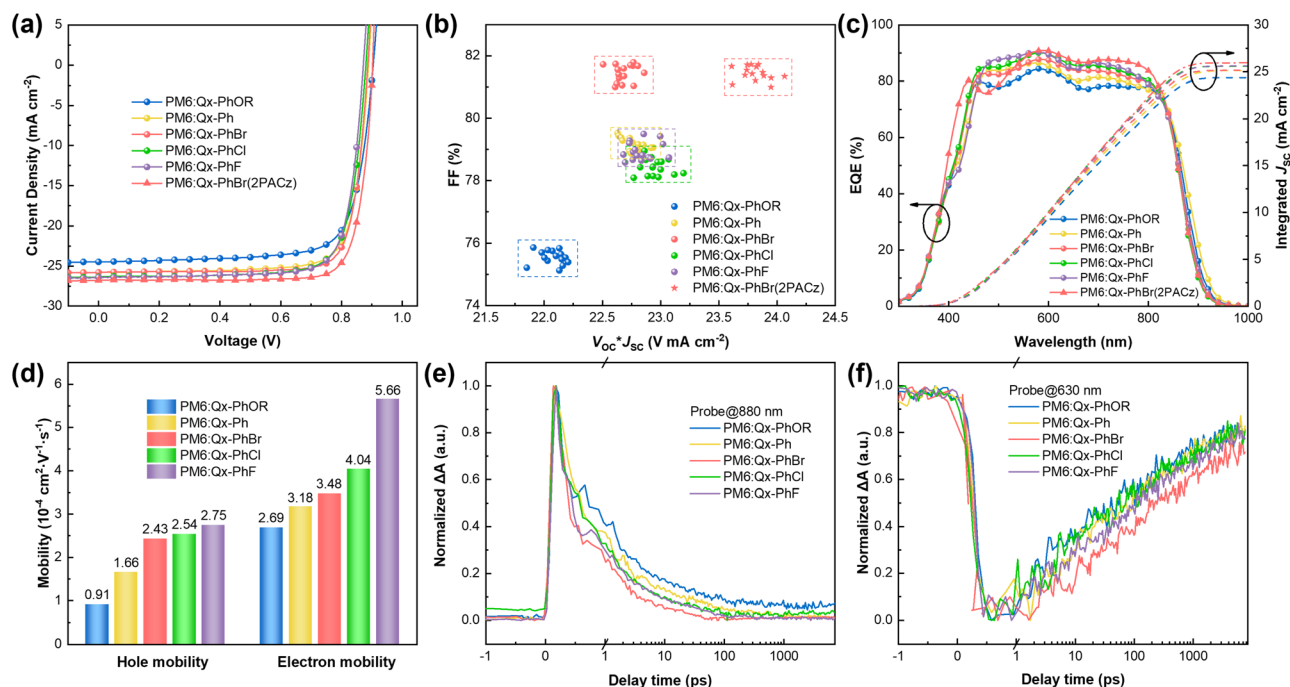 (a)
5
0
-5
-10
-15
-20
-25
-30
Current Density (mA cm⁻²)
PM6:Qx-PhOR
PM6:Qx-Ph
PM6:Qx-PhBr
PM6:Qx-PhCl
PM6:Qx-PhF
PM6:Qx-PhBr(2PACz)
0.0 0.2 0.4 0.6 0.8 1.0
Voltage (V)
(b)
84
82
80
78
76
74
FF (%)
PM6:Qx-PhOR
PM6:Qx-Ph
PM6:Qx-PhBr
PM6:Qx-PhCl
PM6:Qx-PhF
PM6:Qx-PhBr(2PACz)
21.5 22.0 22.5 23.0 23.5 24.0 24.5
V_OC*J_SC (V mA cm⁻²)
(c)
100
80
60
40
20
0
EQE (%)
30
25
20
15
10
5
0
Integrated J_SC (mA cm⁻²)
PM6:Qx-PhOR
PM6:Qx-Ph
PM6:Qx-PhBr
PM6:Qx-PhCl
PM6:Qx-PhF
PM6:Qx-PhBr(2PACz)
400 600 800 1000
Wavelength (nm)
(d)
6
5
4
3
2
1
0
Mobility (10⁻⁴ cm²·V⁻¹·s⁻¹)
PM6:Qx-PhOR
PM6:Qx-Ph
PM6:Qx-PhBr
PM6:Qx-PhCl
PM6:Qx-PhF
0.91
1.66
2.43
2.54
2.75
2.69
3.18
3.48
4.04
5.66
Hole mobility
Electron mobility
(e)
1.0
0.8
0.6
0.4
0.2
0.0
Normalized ΔA (a.u.)
Probe@880 nm
PM6:Qx-PhOR
PM6:Qx-Ph
PM6:Qx-PhBr
PM6:Qx-PhCl
PM6:Qx-PhF
-1 0 1 10 100 1000
Delay time (ps)
(f)
1.0
0.8
0.6
0.4
0.2
0.0
Normalized ΔA (a.u.)
Probe@630 nm
PM6:Qx-PhOR
PM6:Qx-Ph
PM6:Qx-PhBr
PM6:Qx-PhCl
PM6:Qx-PhF
-1 0 1 10 100 1000
Delay time (ps)